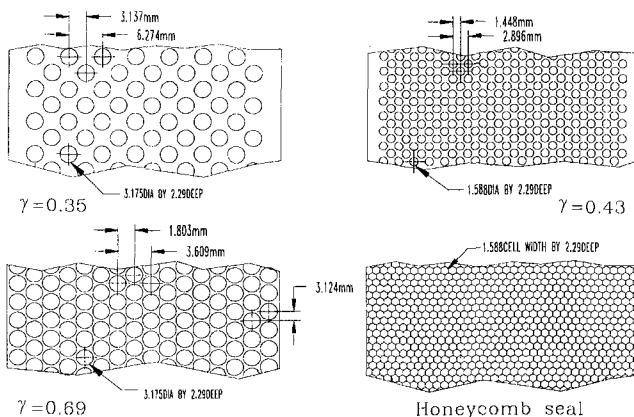 3.137mm
6.274mm
3.175DIA BY 2.29DEEP
γ=0.35
1.448mm
2.896mm
1.588DIA BY 2.29DEEP
γ=0.43
1.803mm
3.609mm
3.124mm
3.175DIA BY 2.29DEEP
γ=0.69
1.588CELL WIDTH BY 2.29DEEP
Honeycomb seal